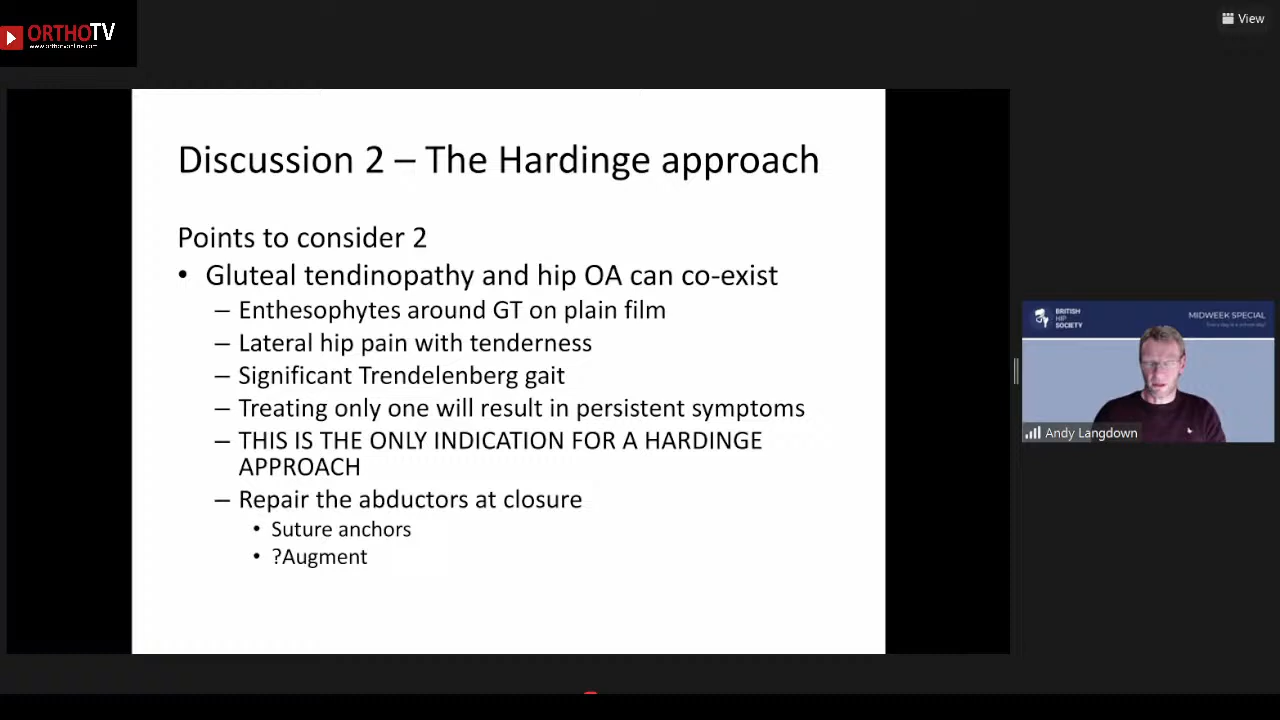 ORTHOTV
View
Discussion 2 – The Hardinge approach
Points to consider 2
• Gluteal tendinopathy and hip OA can co-exist
– Enthesophytes around GT on plain film
– Lateral hip pain with tenderness
– Significant Trendelenberg gait
– Treating only one will result in persistent symptoms
– THIS IS THE ONLY INDICATION FOR A HARDINGE
APPROACH
– Repair the abductors at closure
• Suture anchors
• ?Augment
BRITISH
HIP
SOCIETY
MIDWEEK SPECIAL
Andy Langdown